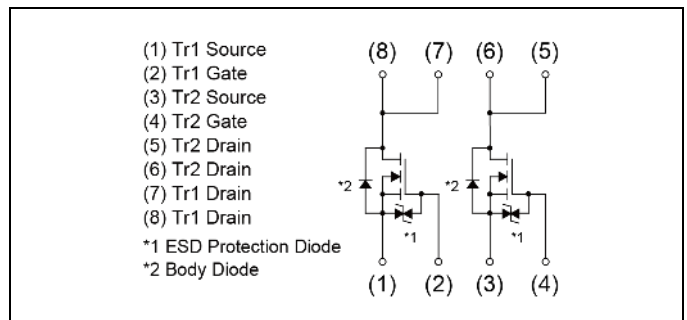 (1) Tr1 Source
(2) Tr1 Gate
(3) Tr2 Source
(4) Tr2 Gate
(5) Tr2 Drain
(6) Tr2 Drain
(7) Tr1 Drain
(8) Tr1 Drain
*1 ESD Protection Diode
*2 Body Diode
(8) (7) (6) (5)
*2 *2
*1 *1
(1) (2) (3) (4)